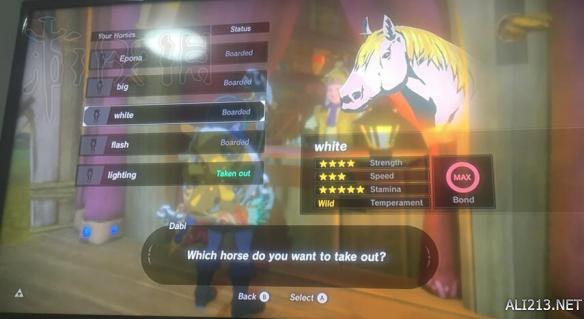 Your Horses Status
Epona Boarded
big Boarded
white Boarded
flash Boarded
lighting Taken out
white
★★★★ Strength
★★★ Speed
★★★★★ Stamina
Wild Temperament
MAX
Bond
Dabi
Which horse do you want to take out?
Back B Select A
ALI213.NET